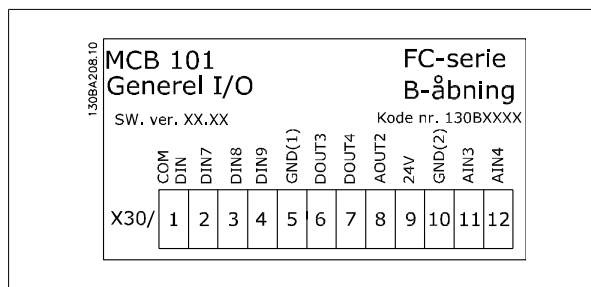 130BA208.10
MCB 101
Generel I/O
FC-serie
B-åbning
SW. ver. XX.XX
Kode nr. 130BXXXX
COM DIN
DIN7
DIN8
DIN9
GND(1)
DOUT3
DOUT4
AOUT2
24V
GND(2)
AIN3
AIN4
X30/ 1 2 3 4 5 6 7 8 9 10 11 12